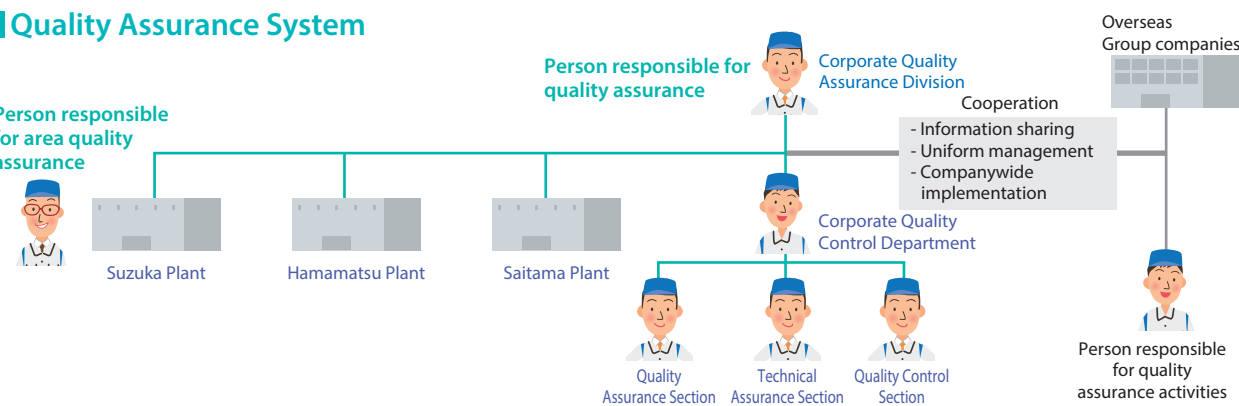 Quality Assurance System
Person responsible for
quality assurance
Corporate Quality
Assurance Division
Overseas
Group companies
Person responsible
for area quality
assurance
Cooperation
- Information sharing
- Uniform management
- Companywide
implementation
Suzuka Plant
Hamamatsu Plant
Saitama Plant
Corporate Quality
Control Department
Quality
Assurance Section
Technical
Assurance Section
Quality Control
Section
Person responsible
for quality
assurance activities